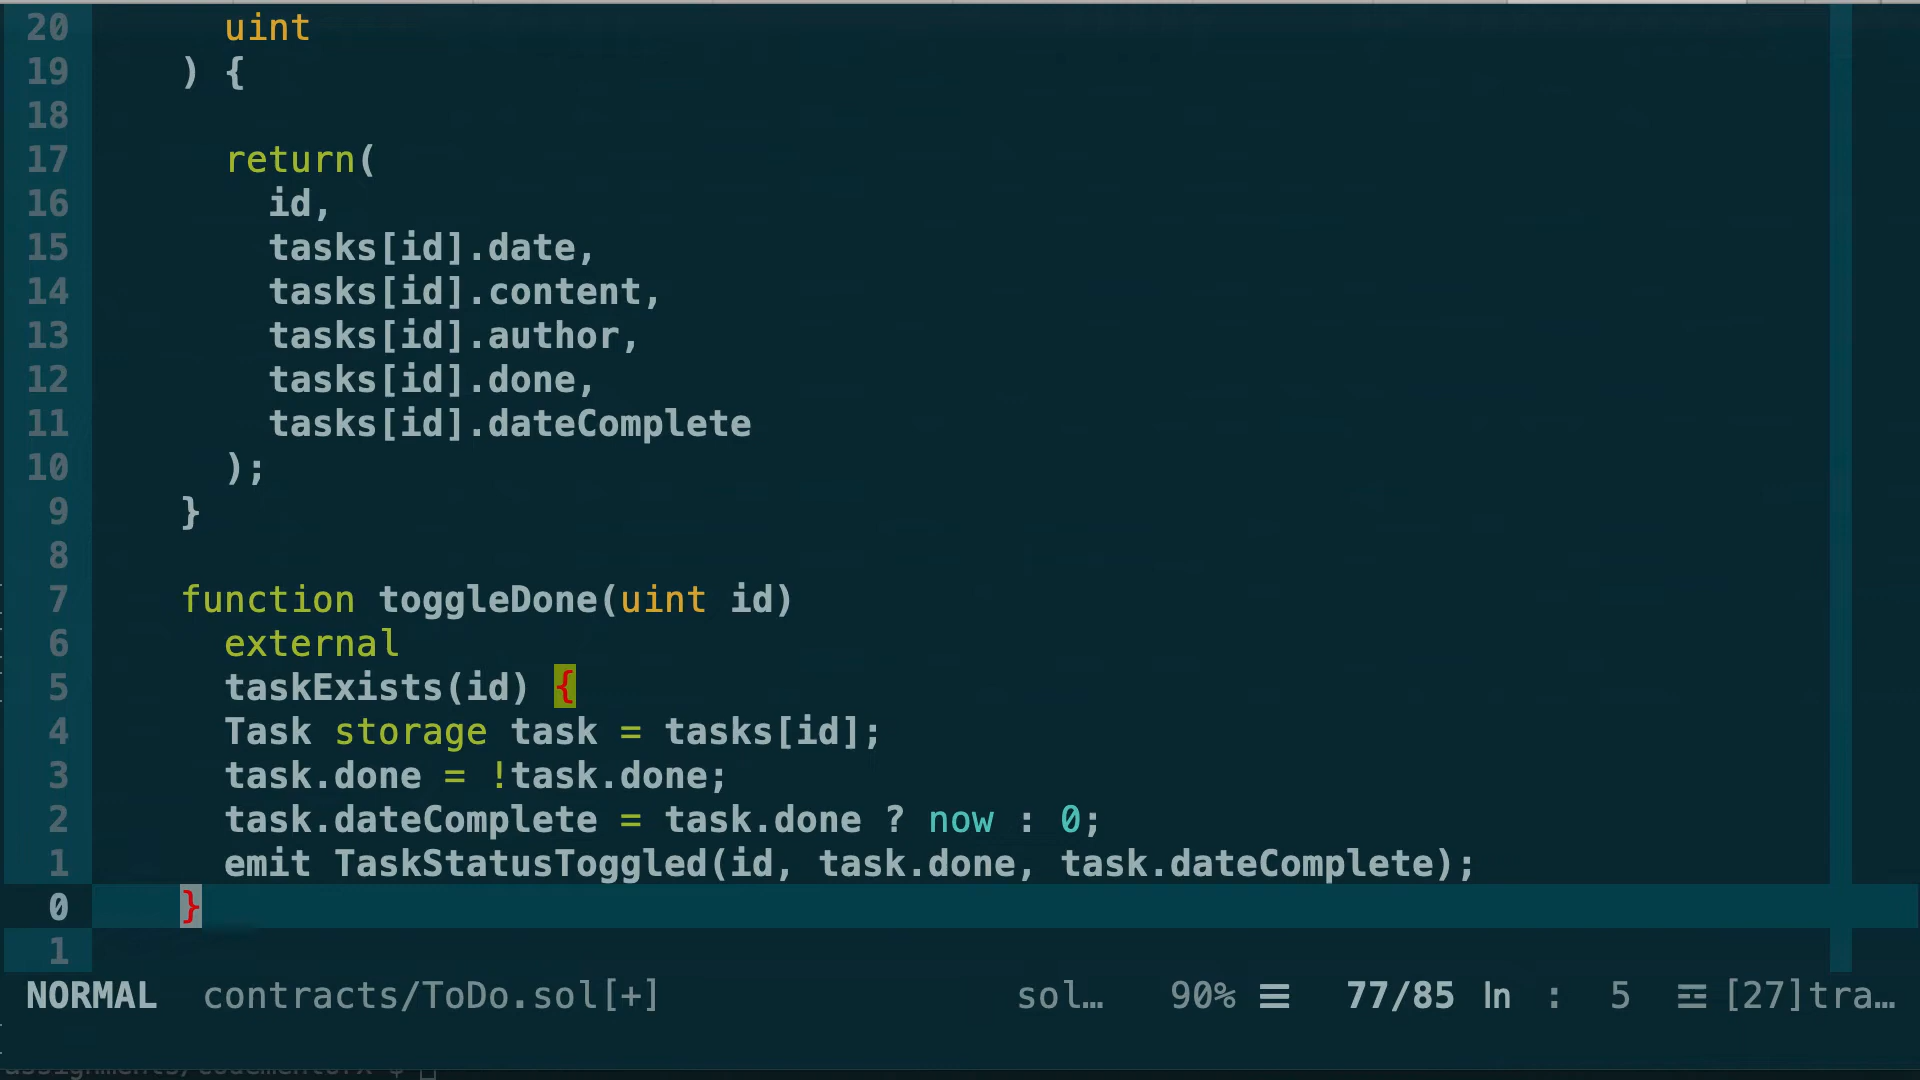 20 uint
19 ) {
18
17 return(
16 id,
15 tasks[id].date,
14 tasks[id].content,
13 tasks[id].author,
12 tasks[id].done,
11 tasks[id].dateComplete
10 );
9 }
8
7 function toggleDone(uint id)
6 external
5 taskExists(id) {
4 Task storage task = tasks[id];
3 task.done = !task.done;
2 task.dateComplete = task.done ? now : 0;
1 emit TaskStatusToggled(id, task.done, task.dateComplete);
0 }
1
NORMAL contracts/ToDo.sol[+] sol… 90% ☰ 77/85 ln : 5 ☲ [27]tra…